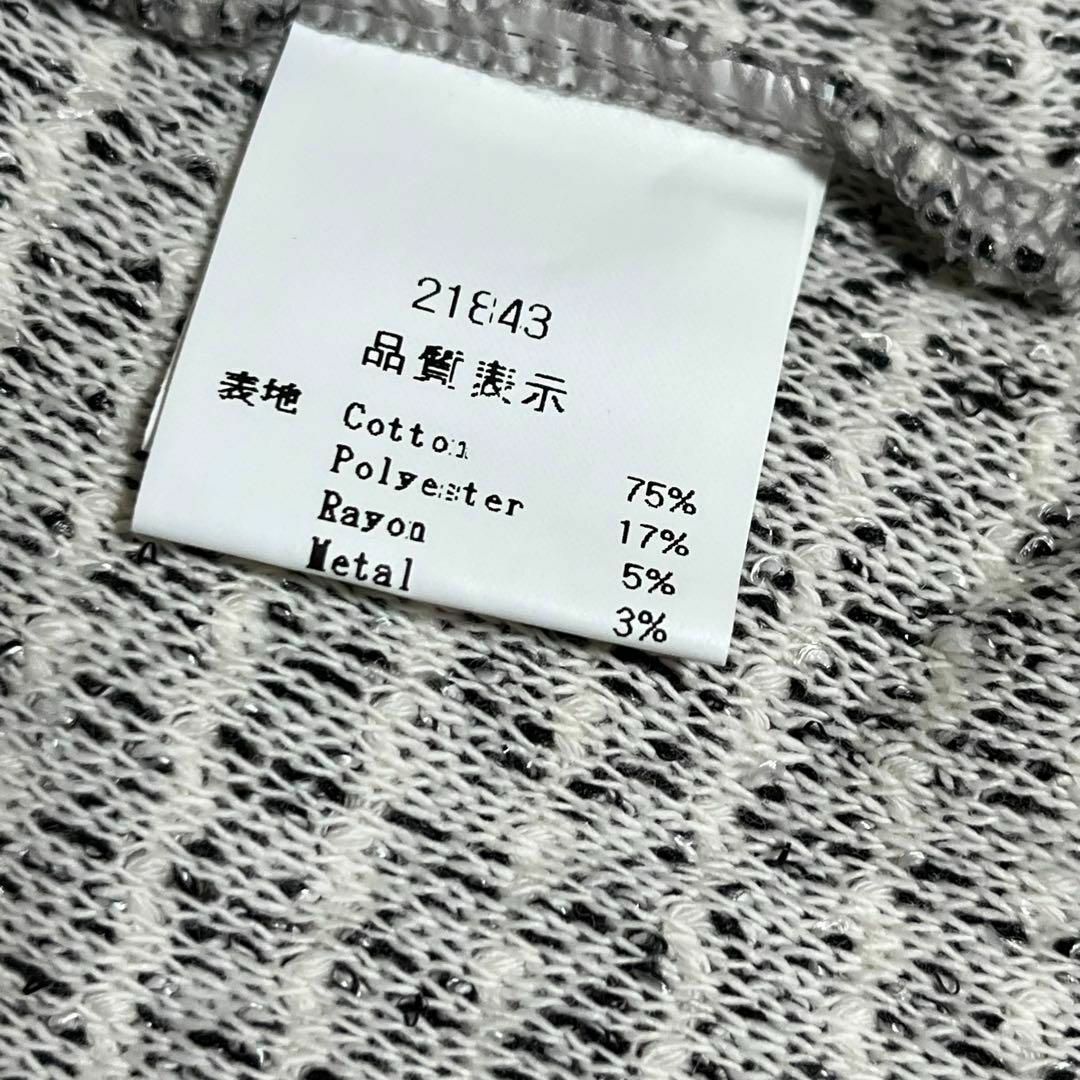 21843
品質表示
表地 Cotton 75%
Polyester 17%
Rayon 5%
Metal 3%